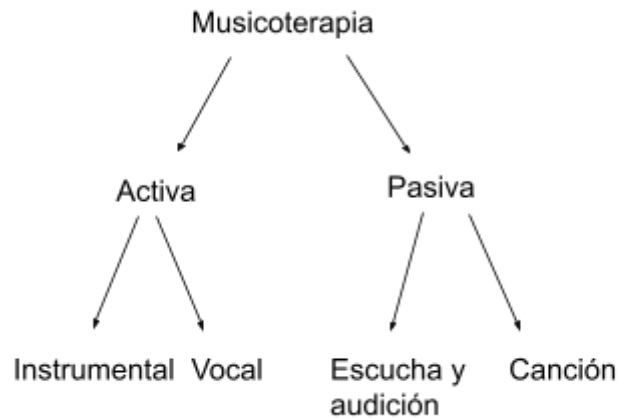 Musicoterapia
Activa
Pasiva
Instrumental
Vocal
Escucha y
audición
Canción